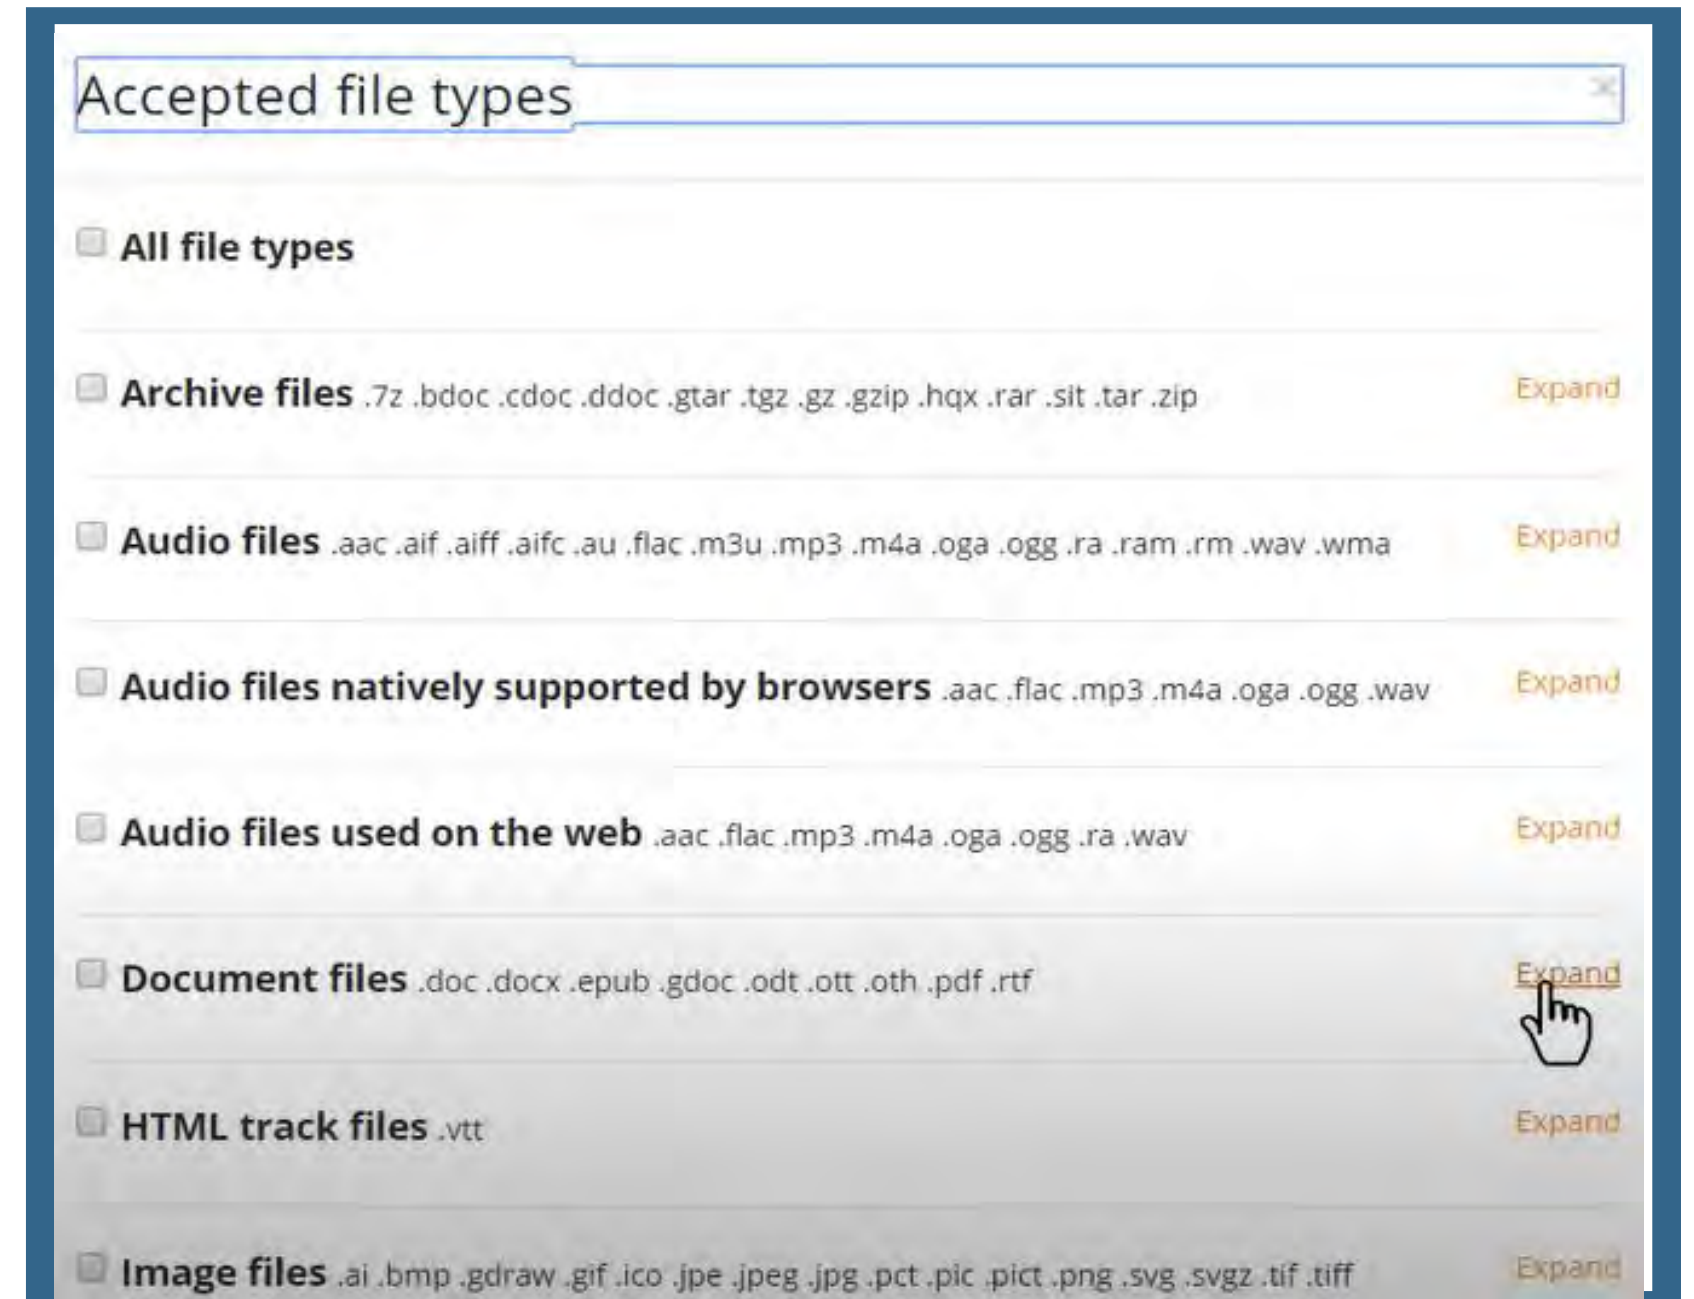 Accepted file types ×
All file types
Archive files .7z .bdoc .cdoc .ddoc .gtar .tgz .gz .gzip .hqx .rar .sit .tar .zip Expand
Audio files .aac .aif .aiff .aifc .au .flac .m3u .mp3 .m4a .oga .ogg .ra .ram .rm .wav .wma Expand
Audio files natively supported by browsers .aac .flac .mp3 .m4a .oga .ogg .wav Expand
Audio files used on the web .aac .flac .mp3 .m4a .oga .ogg .ra .wav Expand
Document files .doc .docx .epub .gdoc .odt .ott .oth .pdf .rtf Expand
HTML track files .vtt Expand
Image files .ai .bmp .gdraw .gif .ico .jpe .jpeg .jpg .pct .pic .pict .png .svg .svgz .tif .tiff Expand